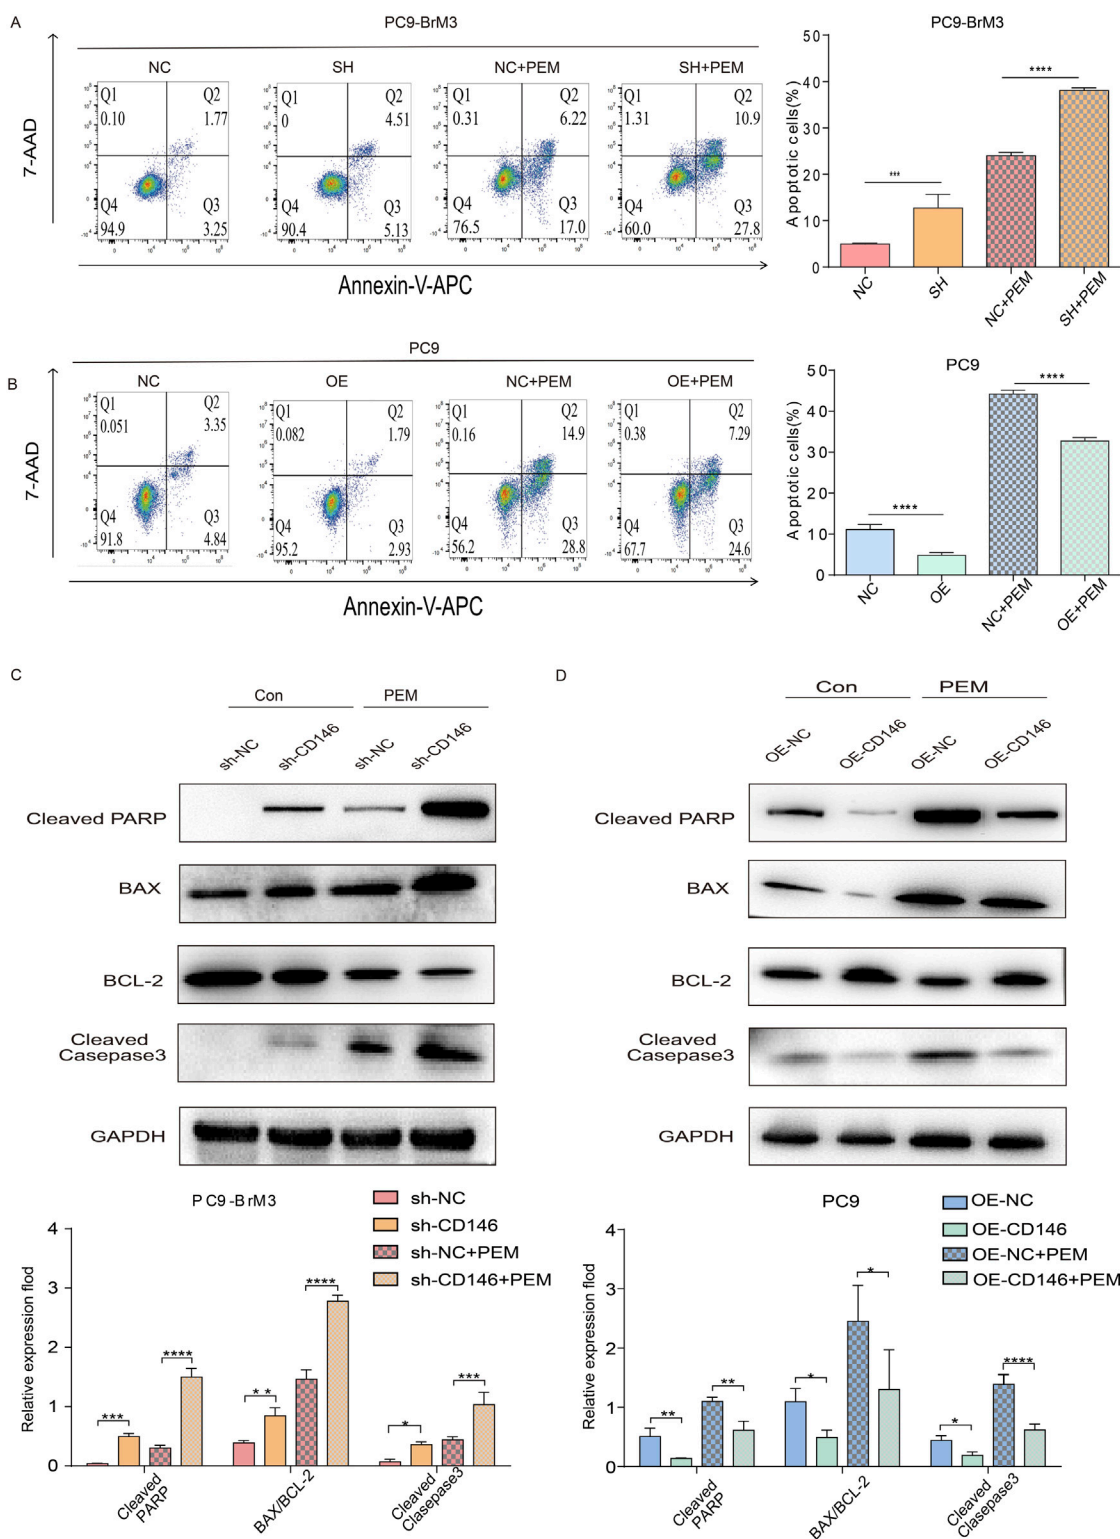 A
PC9-BrM3
NC
SH
NC+PEM
SH+PEM
7-AAD
Q1
0.10
Q2
1.77
Q4
94.9
Q3
3.25
Q1
0
Q2
4.51
Q4
90.4
Q3
5.13
Q1
0.31
Q2
6.22
Q4
76.5
Q3
17.0
Q1
1.31
Q2
10.9
Q4
60.0
Q3
27.8
Annexin-V-APC
PC9-BrM3
Apoptotic cells(%)
50
40
30
20
10
0
***
****
NC
SH
NC+PEM
SH+PEM
B
PC9
NC
OE
NC+PEM
OE+PEM
7-AAD
Q1
0.051
Q2
3.35
Q4
91.8
Q3
4.84
Q1
0.082
Q2
1.79
Q4
95.2
Q3
2.93
Q1
0.16
Q2
14.9
Q4
56.2
Q3
28.8
Q1
0.38
Q2
7.29
Q4
67.7
Q3
24.6
Annexin-V-APC
PC9
Apoptotic cells(%)
50
40
30
50
10
0
****
****
NC
OE
NC+PEM
OE+PEM
C
Con
PEM
sh-NC
sh-CD146
sh-NC
sh-CD146
Cleaved PARP
BAX
BCL-2
Cleaved
Casepase3
GAPDH
D
Con
PEM
OE-NC
OE-CD146
OE-NC
OE-CD146
Cleaved PARP
BAX
BCL-2
Cleaved
Casepase3
GAPDH
PC9-BrM3
sh-NC
sh-CD146
sh-NC+PEM
sh-CD146+PEM
Relative expression flod
4
3
2
1
0
***
****
**
****
*
***
Cleaved
PARP
BAX/BCL-2
Cleaved
Clasepase3
PC9
OE-NC
OE-CD146
OE-NC+PEM
OE-CD146+PEM
Relative expression flod
4
3
2
1
0
**
**
*
*
*
****
Cleaved
PARP
BAX/BCL-2
Cleaved
Clasepase3